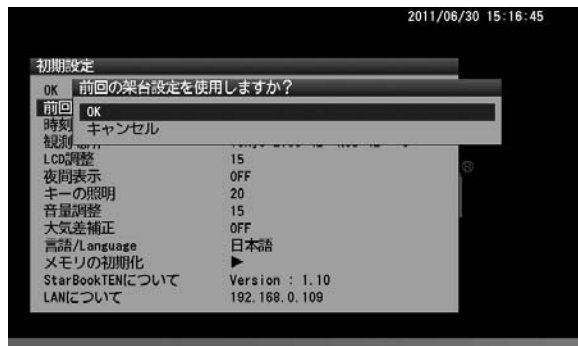 2011/06/30 15:16:45
初期設定
OK
前回の架台設定を使用しますか?
前回
OK
時刻
キャンセル
LCD調整 15
夜間表示 OFF
キーの照明 20
音量調整 15
大気差補正 OFF
言語/Language 日本語
メモリの初期化 ▶
StarBookTENについて Version : 1.10
LANについて 192.168.0.109
®